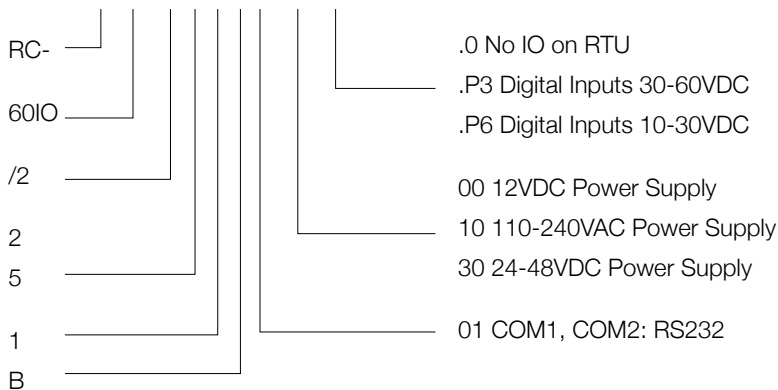 RC-
60IO
/2
2
5
1
B
.0 No IO on RTU
.P3 Digital Inputs 30-60VDC
.P6 Digital Inputs 10-30VDC
00 12VDC Power Supply
10 110-240VAC Power Supply
30 24-48VDC Power Supply
01 COM1, COM2: RS232